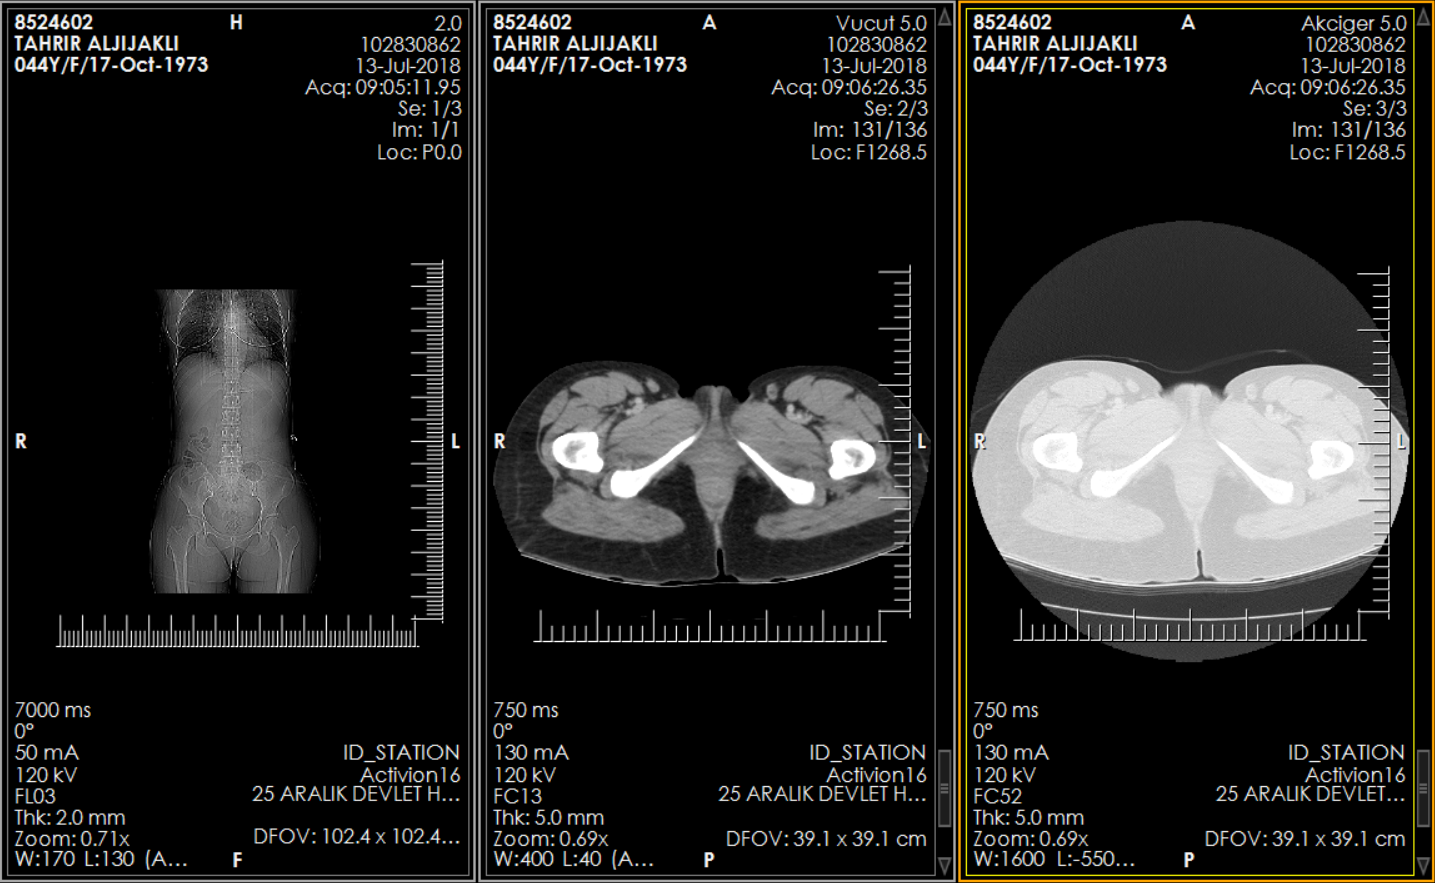 8524602 H 2.0
TAHRIR ALJIJAKLI 102830862
044Y/F/17-Oct-1973 13-Jul-2018
Acq: 09:05:11.95
Se: 1/3
Im: 1/1
Loc: P0.0
R L
7000 ms
0°
50 mA ID_STATION
120 kV Activion16
FL03 25 ARALIK DEVLET H...
Thk: 2.0 mm
Zoom: 0.71x DFOV: 102.4 x 102.4...
W:170 L:130 (A... F
8524602 A Vucut 5.0
TAHRIR ALJIJAKLI 102830862
044Y/F/17-Oct-1973 13-Jul-2018
Acq: 09:06:26.35
Se: 2/3
Im: 131/136
Loc: F1268.5
R L
750 ms
0°
130 mA ID_STATION
120 kV Activion16
FC13 25 ARALIK DEVLET H...
Thk: 5.0 mm
Zoom: 0.69x DFOV: 39.1 x 39.1 cm
W:400 L:40 (A... P
8524602 A Akciger 5.0
TAHRIR ALJIJAKLI 102830862
044Y/F/17-Oct-1973 13-Jul-2018
Acq: 09:06:26.35
Se: 3/3
Im: 131/136
Loc: F1268.5
R L
750 ms
0°
130 mA ID_STATION
120 kV Activion16
FC52 25 ARALIK DEVLET...
Thk: 5.0 mm
Zoom: 0.69x DFOV: 39.1 x 39.1 cm
W:1600 L:-550... P